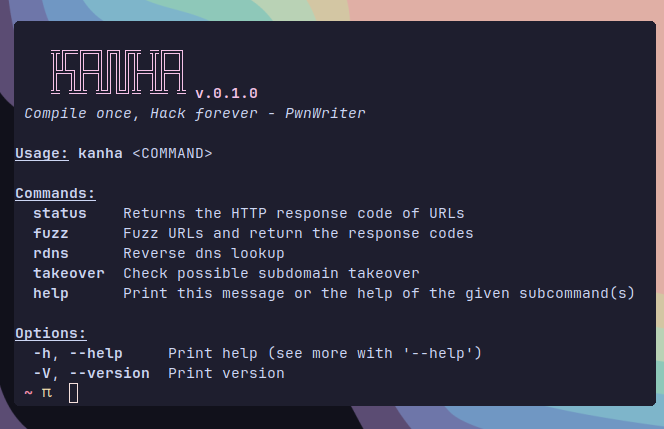 KANHA v.0.1.0
Compile once, Hack forever - PwnWriter
Usage: kanha <COMMAND>
Commands:
status Returns the HTTP response code of URLs
fuzz Fuzz URLs and return the response codes
rdns Reverse dns lookup
takeover Check possible subdomain takeover
help Print this message or the help of the given subcommand(s)
Options:
-h, --help Print help (see more with '--help')
-V, --version Print version
~ π